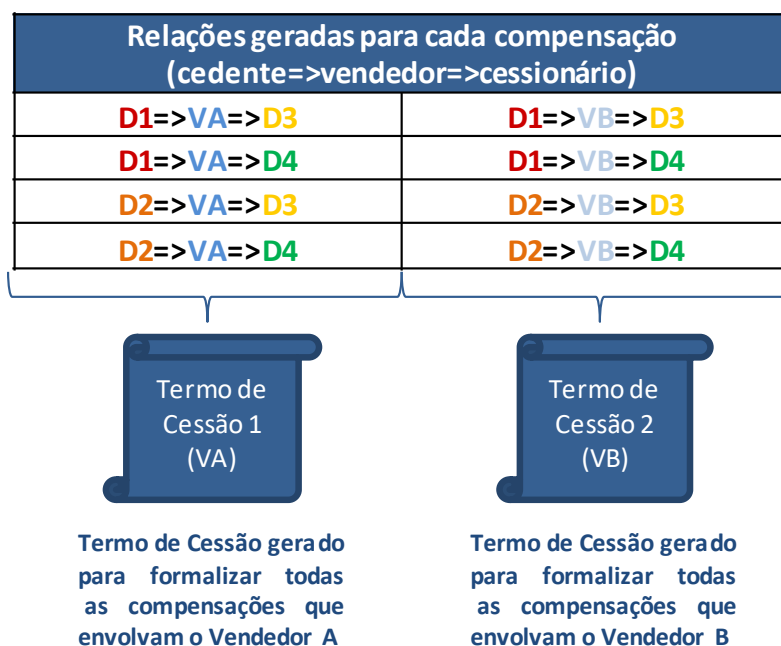 Relações geradas para cada compensação
(cedente=>vendedor=>cessionário)
D1=>VA=>D3
D1=>VB=>D3
D1=>VA=>D4
D1=>VB=>D4
D2=>VA=>D3
D2=>VB=>D3
D2=>VA=>D4
D2=>VB=>D4
Termo de
Cessão 1
(VA)
Termo de
Cessão 2
(VB)
Termo de Cessão gerado
para formalizar todas
as compensações que
envolvam o Vendedor A
Termo de Cessão gerado
para formalizar todas
as compensações que
envolvam o Vendedor B